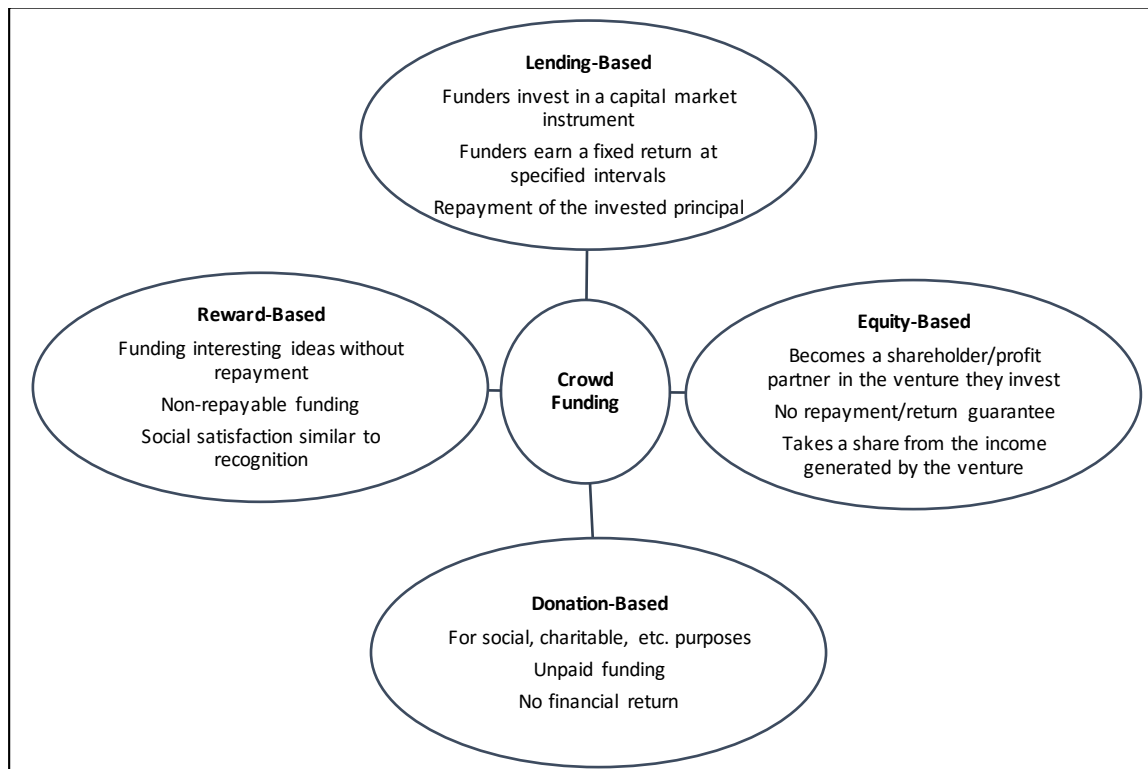 Lending-Based
Funders invest in a capital market
instrument
Funders earn a fixed return at
specified intervals
Repayment of the invested principal
Reward-Based
Funding interesting ideas without
repayment
Non-repayable funding
Social satisfaction similar to
recognition
Crowd
Funding
Equity-Based
Becomes a shareholder/profit
partner in the venture they invest
No repayment/return guarantee
Takes a share from the income
generated by the venture
Donation-Based
For social, charitable, etc. purposes
Unpaid funding
No financial return